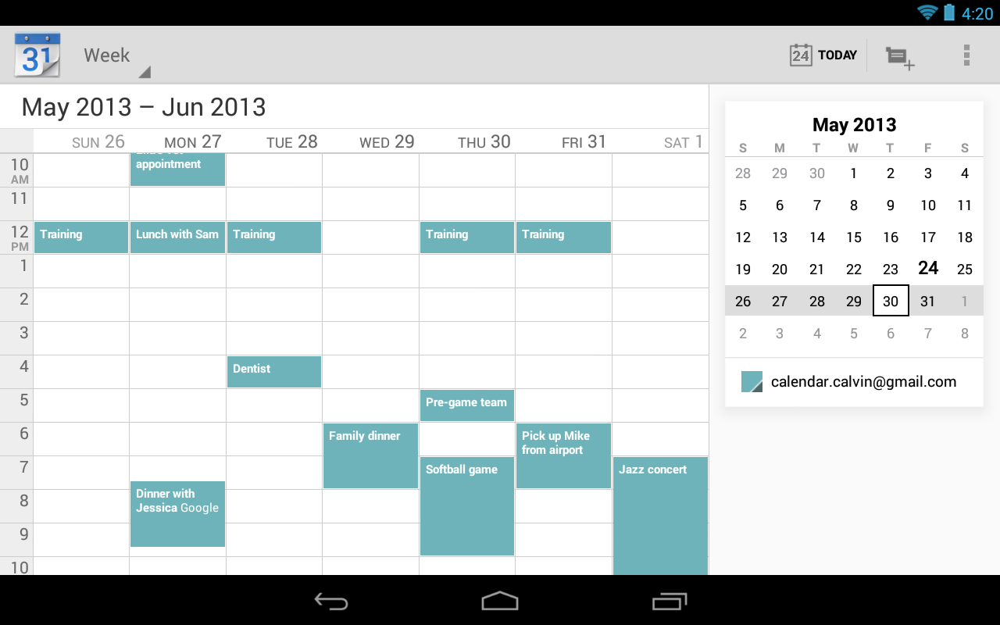 4:20
31
Week
24 TODAY
May 2013 – Jun 2013
SUN 26 MON 27 TUE 28 WED 29 THU 30 FRI 31 SAT 1
10
AM
appointment
11
12
PM
Training
Lunch with Sam
Training
Training
Training
1
2
3
4
Dentist
5
Pre-game team
6
Family dinner
Pick up Mike
from airport
7
Softball game
Jazz concert
8
Dinner with
Jessica Google
9
10
May 2013
S M T W T F S
28 29 30 1 2 3 4
5 6 7 8 9 10 11
12 13 14 15 16 17 18
19 20 21 22 23 24 25
26 27 28 29 30 31 1
2 3 4 5 6 7 8
calendar.calvin@gmail.com